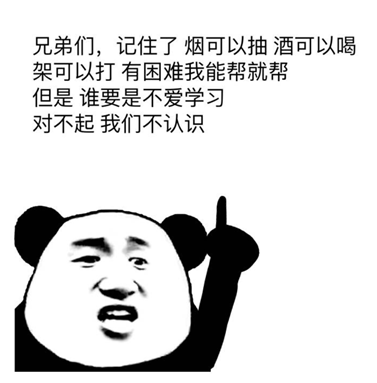 兄弟们，记住了 烟可以抽 酒可以喝
架可以打 有困难我能帮就帮
但是 谁要是不爱学习
对不起 我们不认识